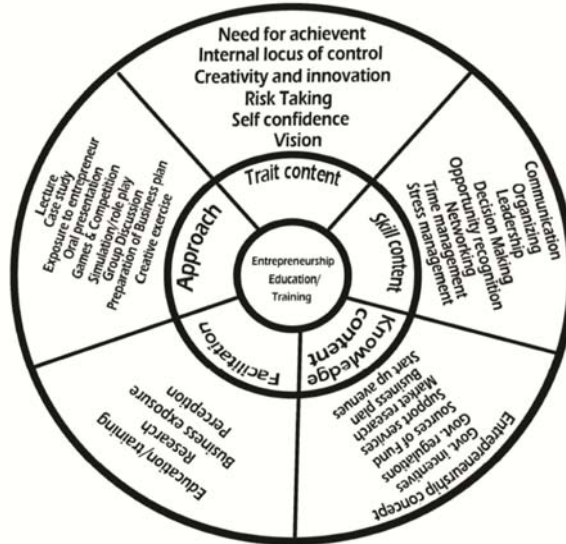 Need for achievent
Internal locus of control
Creativity and innovation
Risk Taking
Self confidence
Vision
Trait content
Communication
Organizing
Leadership
Decision Making
Opportunity recognition
Networking
Time management
Stress management
Skill content
Entrepreneurship concept
Govt. incentives
Govt. regulations
Sources of Fund
Support services
Market research
Business plan
Start up avenues
Knowledge
content
Education/training
Research
Business exposure
Perception
Facilitation
Lecture
Case study
Exposure to entrepreneur
Oral presentation
Games & Competition
Simulation/role play
Group Discussion
Preparation of Business plan
Creative exercise
Approach
Entrepreneurship
Education/
Training